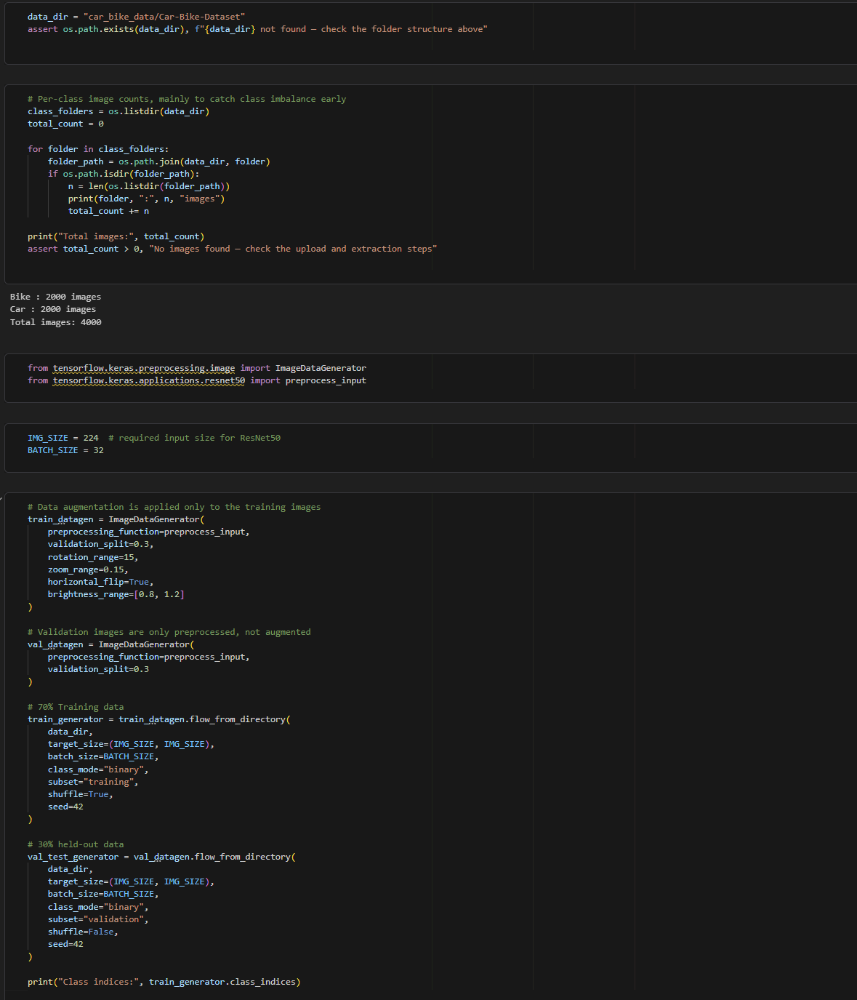 data_dir = "car_bike_data/Car-Bike-Dataset"
assert os.path.exists(data_dir), f"{data_dir} not found — check the folder structure above"
# Per-class image counts, mainly to catch class imbalance early
class_folders = os.listdir(data_dir)
total_count = 0
for folder in class_folders:
    folder_path = os.path.join(data_dir, folder)
    if os.path.isdir(folder_path):
        n = len(os.listdir(folder_path))
        print(folder, ":", n, "images")
        total_count += n
print("Total images:", total_count)
assert total_count > 0, "No images found — check the upload and extraction steps"
Bike : 2000 images
Car : 2000 images
Total images: 4000
from tensorflow.keras.preprocessing.image import ImageDataGenerator
from tensorflow.keras.applications.resnet50 import preprocess_input
IMG_SIZE = 224  # required input size for ResNet50
BATCH_SIZE = 32
# Data augmentation is applied only to the training images
train_datagen = ImageDataGenerator(
    preprocessing_function=preprocess_input,
    validation_split=0.3,
    rotation_range=15,
    zoom_range=0.15,
    horizontal_flip=True,
    brightness_range=[0.8, 1.2]
)
# Validation images are only preprocessed, not augmented
val_datagen = ImageDataGenerator(
    preprocessing_function=preprocess_input,
    validation_split=0.3
)
# 70% Training data
train_generator = train_datagen.flow_from_directory(
    data_dir,
    target_size=(IMG_SIZE, IMG_SIZE),
    batch_size=BATCH_SIZE,
    class_mode="binary",
    subset="training",
    shuffle=True,
    seed=42
)
# 30% held-out data
val_test_generator = val_datagen.flow_from_directory(
    data_dir,
    target_size=(IMG_SIZE, IMG_SIZE),
    batch_size=BATCH_SIZE,
    class_mode="binary",
    subset="validation",
    shuffle=False,
    seed=42
)
print("Class indices:", train_generator.class_indices)